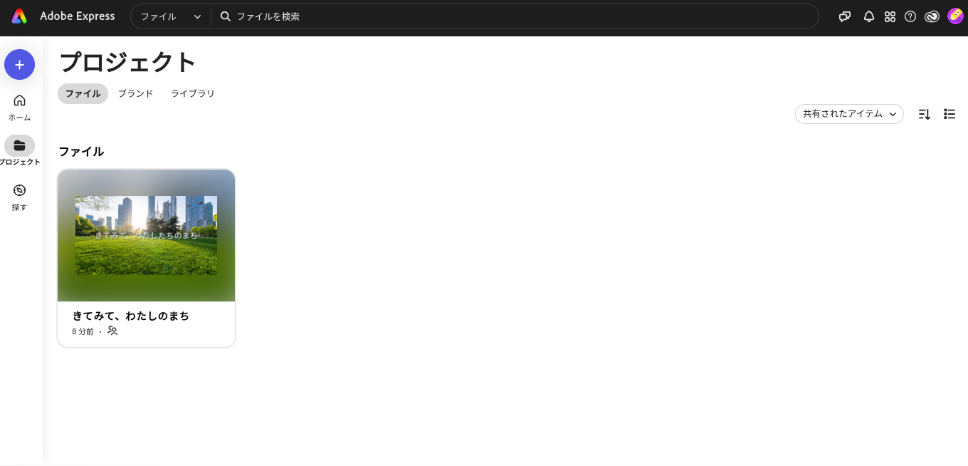 Adobe Express
ファイル
ファイルを検索
プロジェクト
ファイル
ブランド
ライブラリ
共有されたアイテム
ホーム
プロジェクト
探す
ファイル
きてみて、わたしたちのまち
きてみて、わたしのまち
8 分前